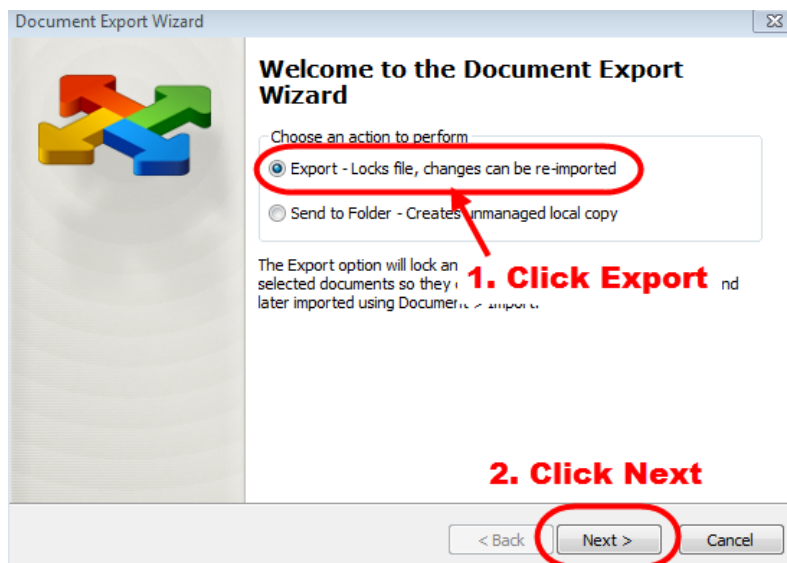 Document Export Wizard
Welcome to the Document Export
Wizard
Choose an action to perform
Export - Locks file, changes can be re-imported
Send to Folder - Creates unmanaged local copy
The Export option will lock an
selected documents so they
1. Click Export
nd
later imported using Document > Import.
2. Click Next
< Back
Next >
Cancel